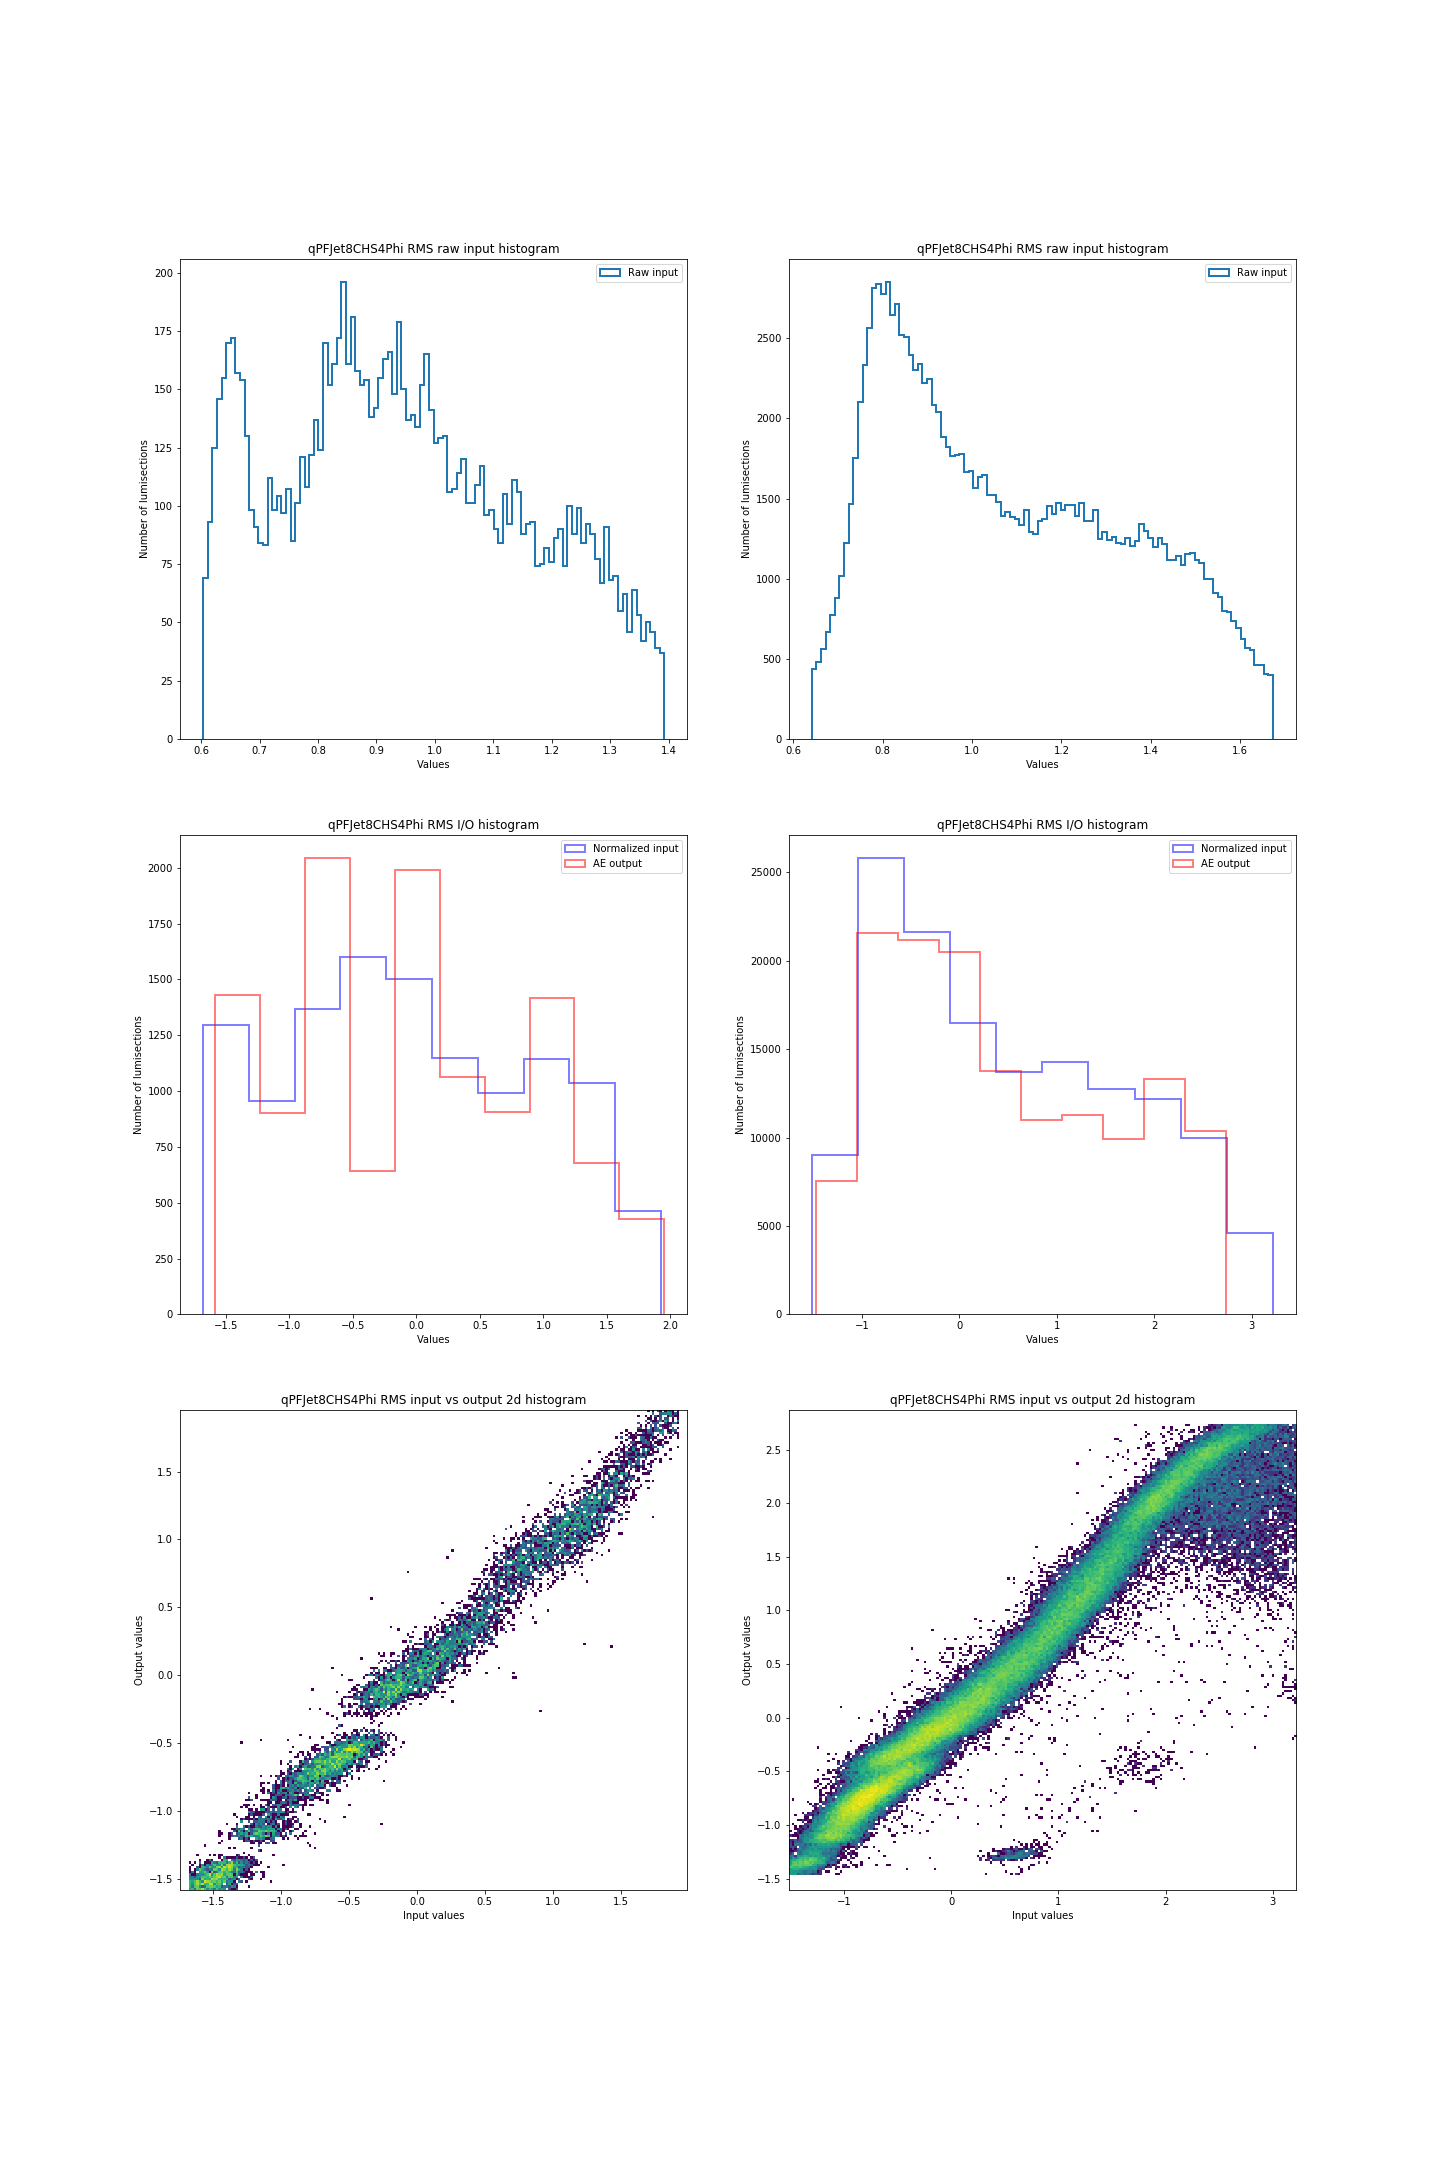 qPFJet8CHS4Phi RMS raw input histogram
Raw input
200
175
150
125
100
75
50
25
0
Number of lumisections
0.6 0.7 0.8 0.9 1.0 1.1 1.2 1.3 1.4
Values
qPFJet8CHS4Phi RMS raw input histogram
Raw input
2500
2000
1500
1000
500
0
Number of lumisections
0.6 0.8 1.0 1.2 1.4 1.6
Values
qPFJet8CHS4Phi RMS I/O histogram
Normalized input
AE output
2000
1750
1500
1250
1000
750
500
250
0
Number of lumisections
−1.5 −1.0 −0.5 0.0 0.5 1.0 1.5 2.0
Values
qPFJet8CHS4Phi RMS I/O histogram
Normalized input
AE output
25000
20000
15000
10000
5000
0
Number of lumisections
−1 0 1 2 3
Values
qPFJet8CHS4Phi RMS input vs output 2d histogram
1.5
1.0
0.5
0.0
−0.5
−1.0
−1.5
Output values
−1.5 −1.0 −0.5 0.0 0.5 1.0 1.5
Input values
qPFJet8CHS4Phi RMS input vs output 2d histogram
2.5
2.0
1.5
1.0
0.5
0.0
−0.5
−1.0
−1.5
Output values
−1 0 1 2 3
Input values